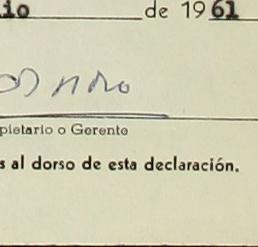 io de 1961
pietario o Gerente
s al dorso de esta declaración.